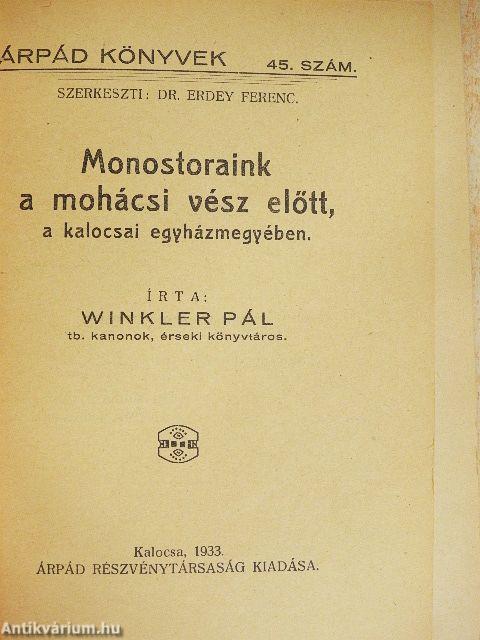 ÁRPÁD KÖNYVEK 45. SZÁM.
SZERKESZTI: DR. ERDEY FERENC.
Monostoraink
a mohácsi vész előtt,
a kalocsai egyházmegyében.
ÍRTA:
WINKLER PÁL
tb. kanonok, érseki könyvtáros.
Kalocsa, 1933.
ÁRPÁD RÉSZVÉNYTÁRSASÁG KIADÁSA.
Antikvárium.hu